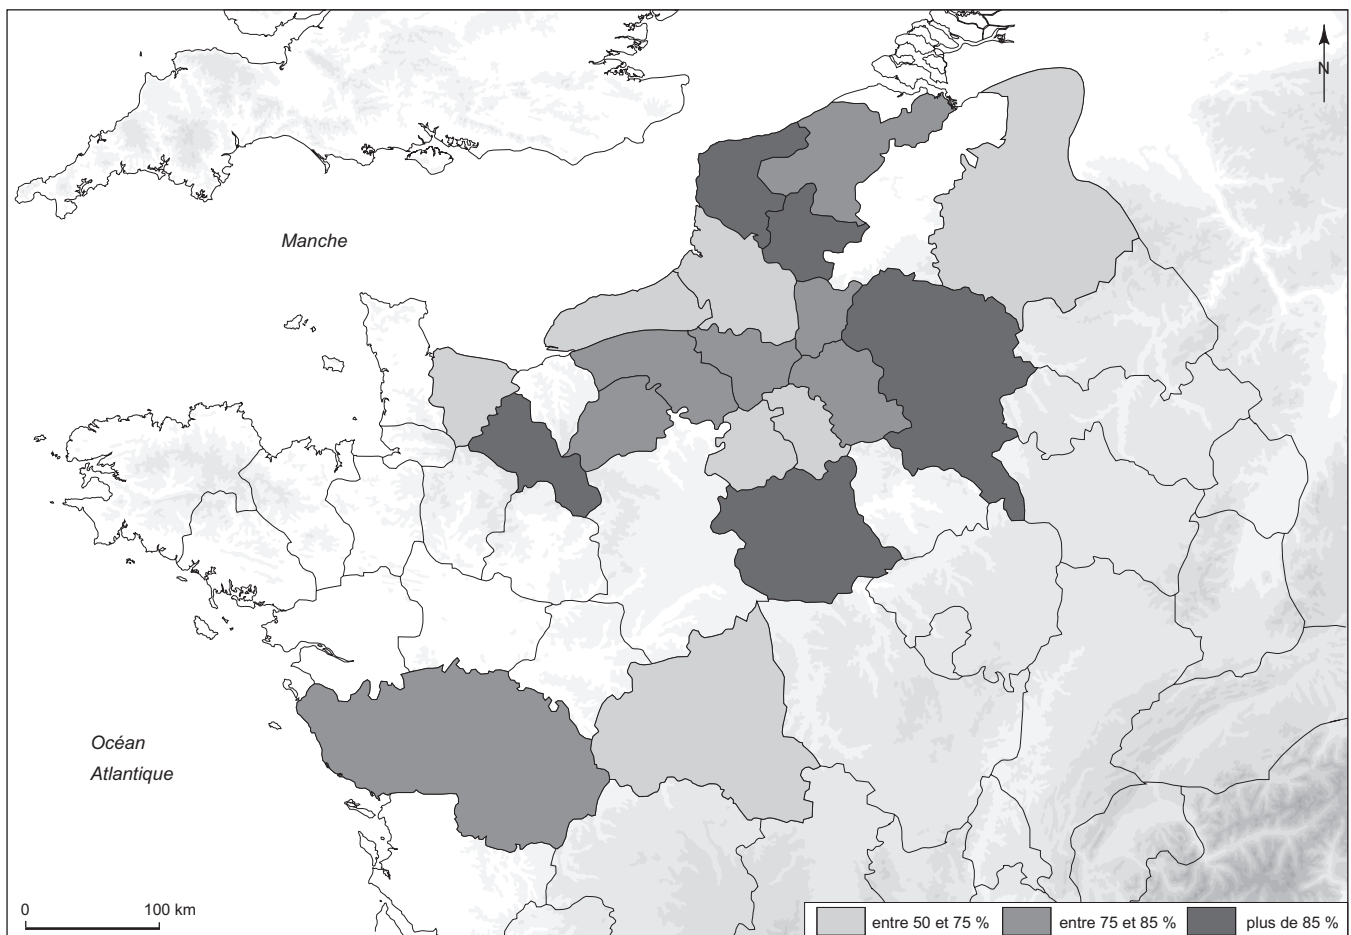 N
Manche
Océan
Atlantique
0 100 km
entre 50 et 75 % entre 75 et 85 % plus de 85 %